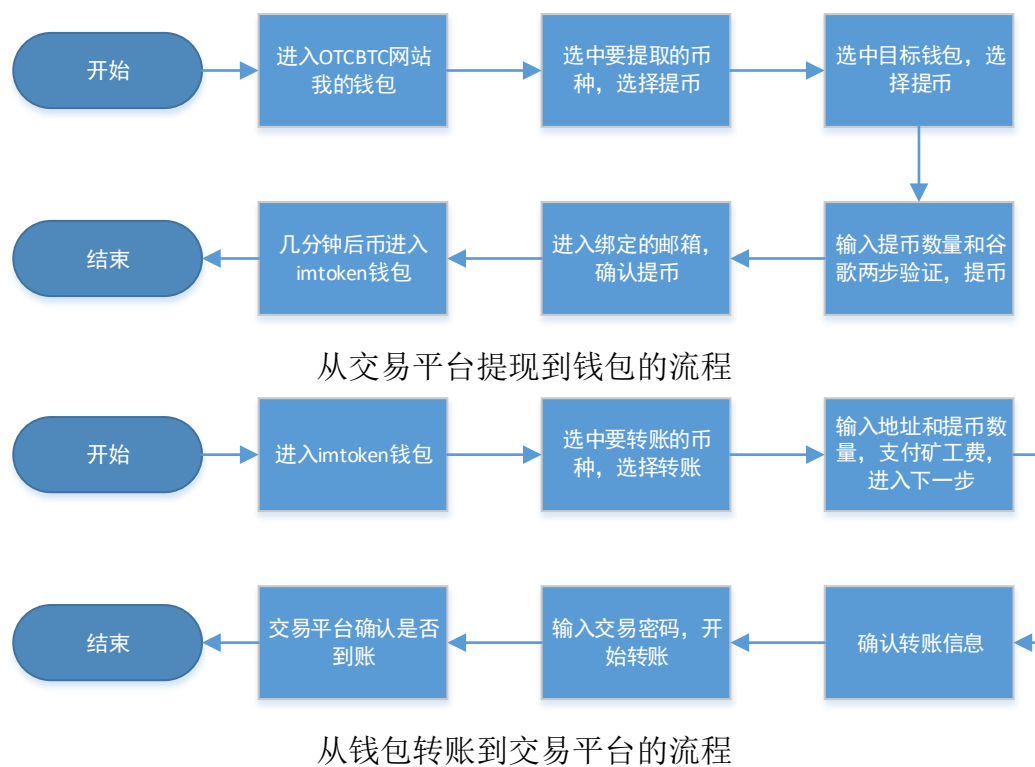 开始
进入OTCBTC网站
我的钱包
选中要提取的币
种，选择提币
选中目标钱包，选
择提币
输入提币数量和谷
歌两步验证，提币
进入绑定的邮箱，
确认提币
几分钟后币进入
imtoken钱包
结束
从交易平台提现到钱包的流程
开始
进入imtoken钱包
选中要转账的币
种，选择转账
输入地址和提币数
量，支付矿工费，
进入下一步
确认转账信息
输入交易密码，开
始转账
交易平台确认是否
到账
结束
从钱包转账到交易平台的流程